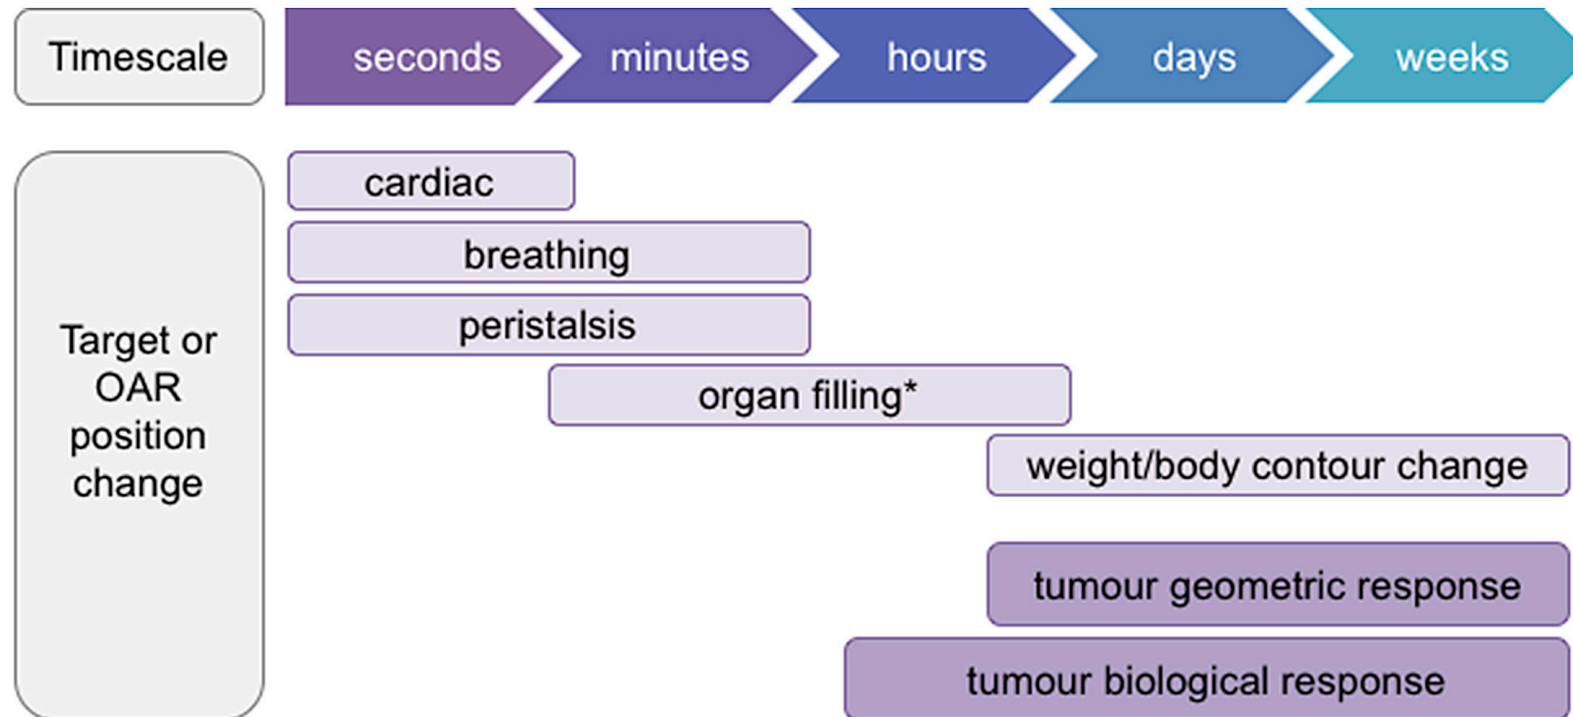 Timescale
seconds
minutes
hours
days
weeks
Target or
OAR
position
change
cardiac
breathing
peristalsis
organ filling*
weight/body contour change
tumour geometric response
tumour biological response